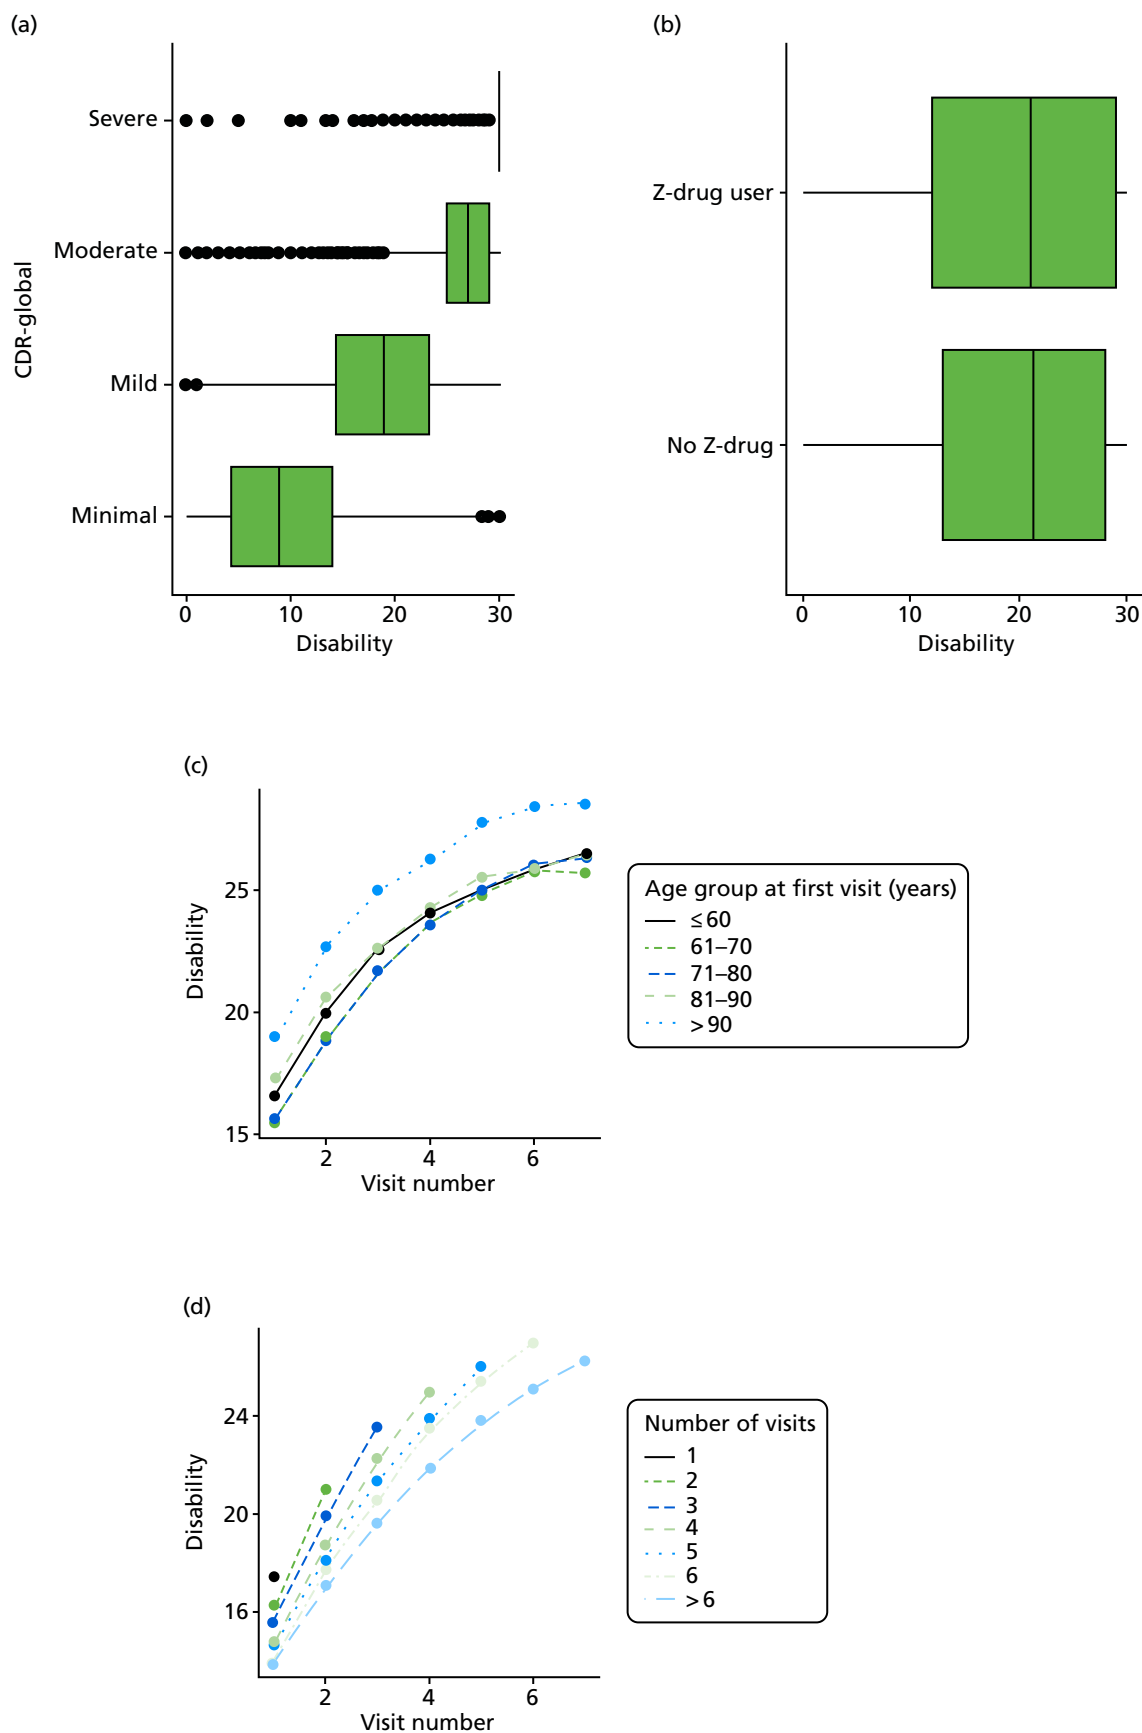 (a)
CDR-global
Severe
Moderate
Mild
Minimal
0 10 20 30
Disability
(b)
Z-drug user
No Z-drug
0 10 20 30
Disability
(c)
Disability
25
20
15
2 4 6
Visit number
Age group at first visit (years)
≤ 60
61–70
71–80
81–90
> 90
(d)
Disability
24
20
16
2 4 6
Visit number
Number of visits
1
2
3
4
5
6
> 6